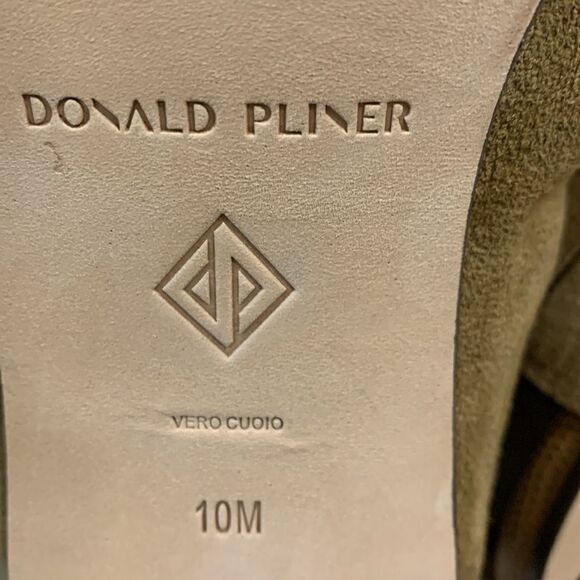 DONALD PLINER
dp
VERO CUOIO
10M